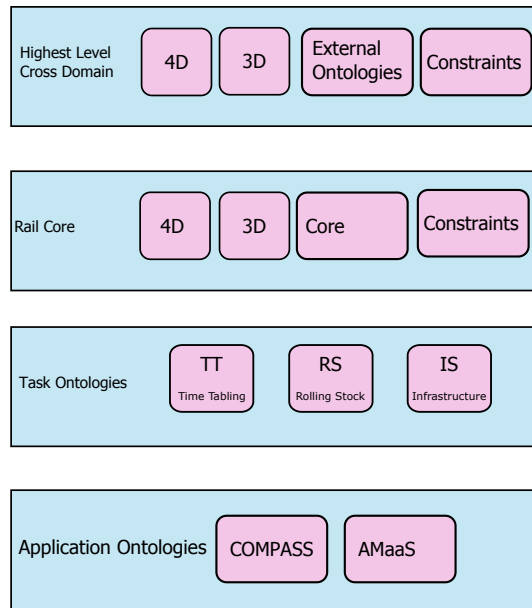 Highest Level
Cross Domain
4D
3D
External
Ontologies
Constraints
Rail Core
4D
3D
Core
Constraints
Task Ontologies
TT
Time Tabling
RS
Rolling Stock
IS
Infrastructure
Application Ontologies
COMPASS
AMaaS